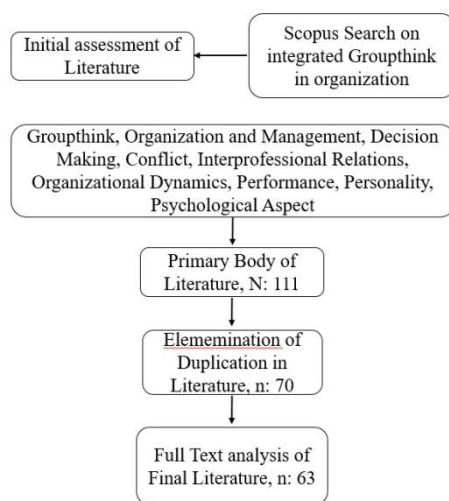 Initial assessment of
Literature
Scopus Search on
integrated Groupthink
in organization
Groupthink, Organization and Management, Decision
Making, Conflict, Interprofessional Relations,
Organizational Dynamics, Performance, Personality,
Psychological Aspect
Primary Body of
Literature, N: 111
Elememination of
Duplication in
Literature, n: 70
Full Text analysis of
Final Literature, n: 63